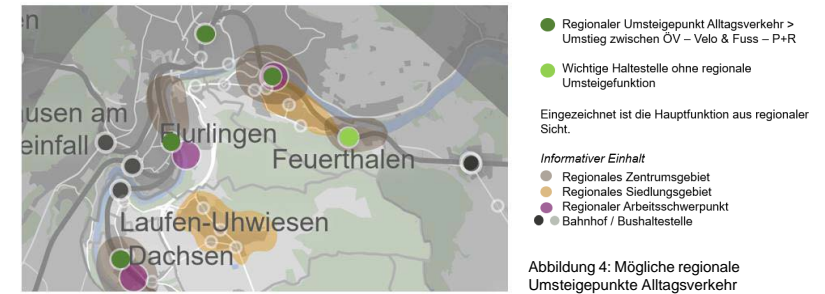 en
ausen am
einfall
Flurlingen
Feuerthalen
Laufen-Uhwiesen
Dachsen
Regionaler Umsteigepunkt Alltagsverkehr >
Umstieg zwischen ÖV – Velo & Fuss – P+R
Wichtige Haltestelle ohne regionale
Umsteigefunktion
Eingezeichnet ist die Hauptfunktion aus regionaler
Sicht.
Informativer Einhalt
Regionales Zentrumsgebiet
Regionales Siedlungsgebiet
Regionaler Arbeitsschwerpunkt
Bahnhof / Bushaltestelle
Abbildung 4: Mögliche regionale
Umsteigepunkte Alltagsverkehr